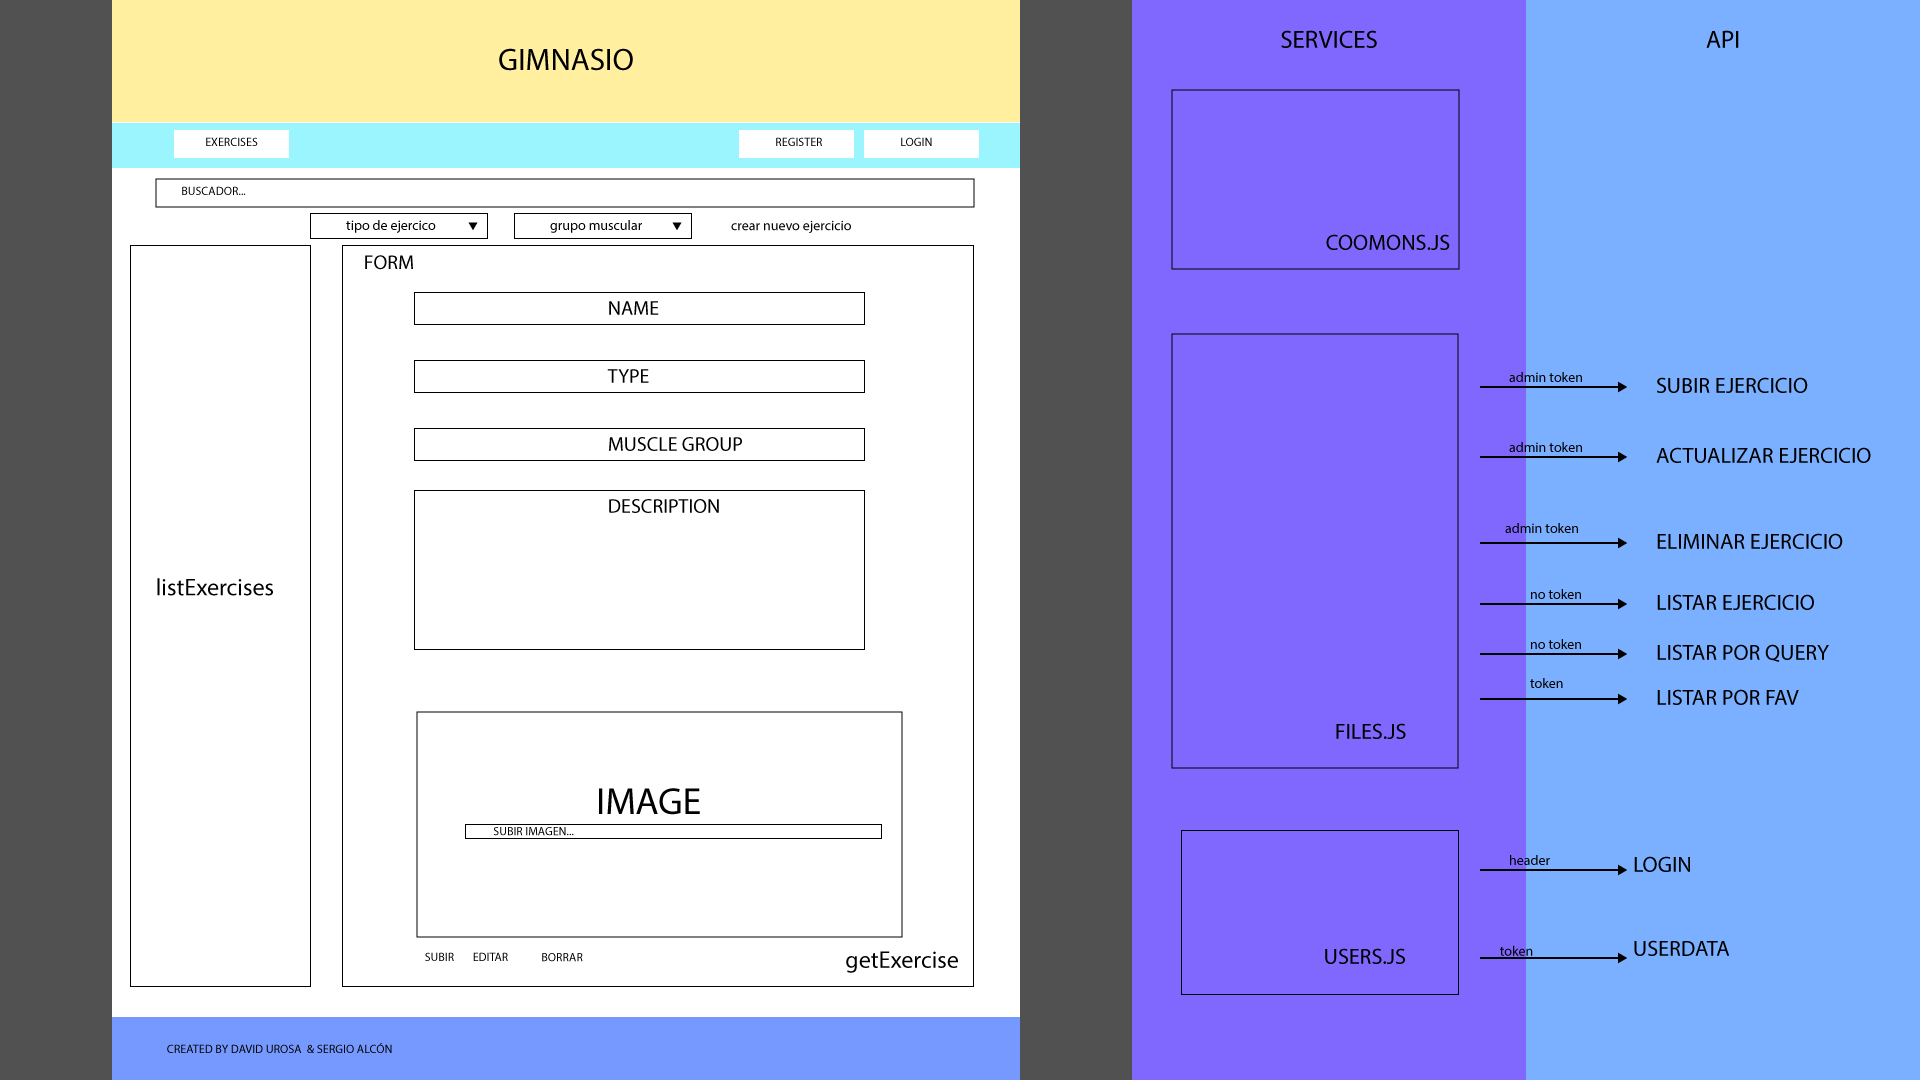 GIMNASIO
EXERCISES
REGISTER
LOGIN
BUSCADOR...
tipo de ejercico
grupo muscular
crear nuevo ejercicio
listExercises
FORM
NAME
TYPE
MUSCLE GROUP
DESCRIPTION
IMAGE
SUBIR IMAGEN...
SUBIR
EDITAR
BORRAR
getExercise
CREATED BY DAVID UROSA & SERGIO ALCÓN
SERVICES
API
COOMONS.JS
admin token
SUBIR EJERCICIO
admin token
ACTUALIZAR EJERCICIO
admin token
ELIMINAR EJERCICIO
no token
LISTAR EJERCICIO
no token
LISTAR POR QUERY
token
LISTAR POR FAV
FILES.JS
header
LOGIN
token
USERDATA
USERS.JS